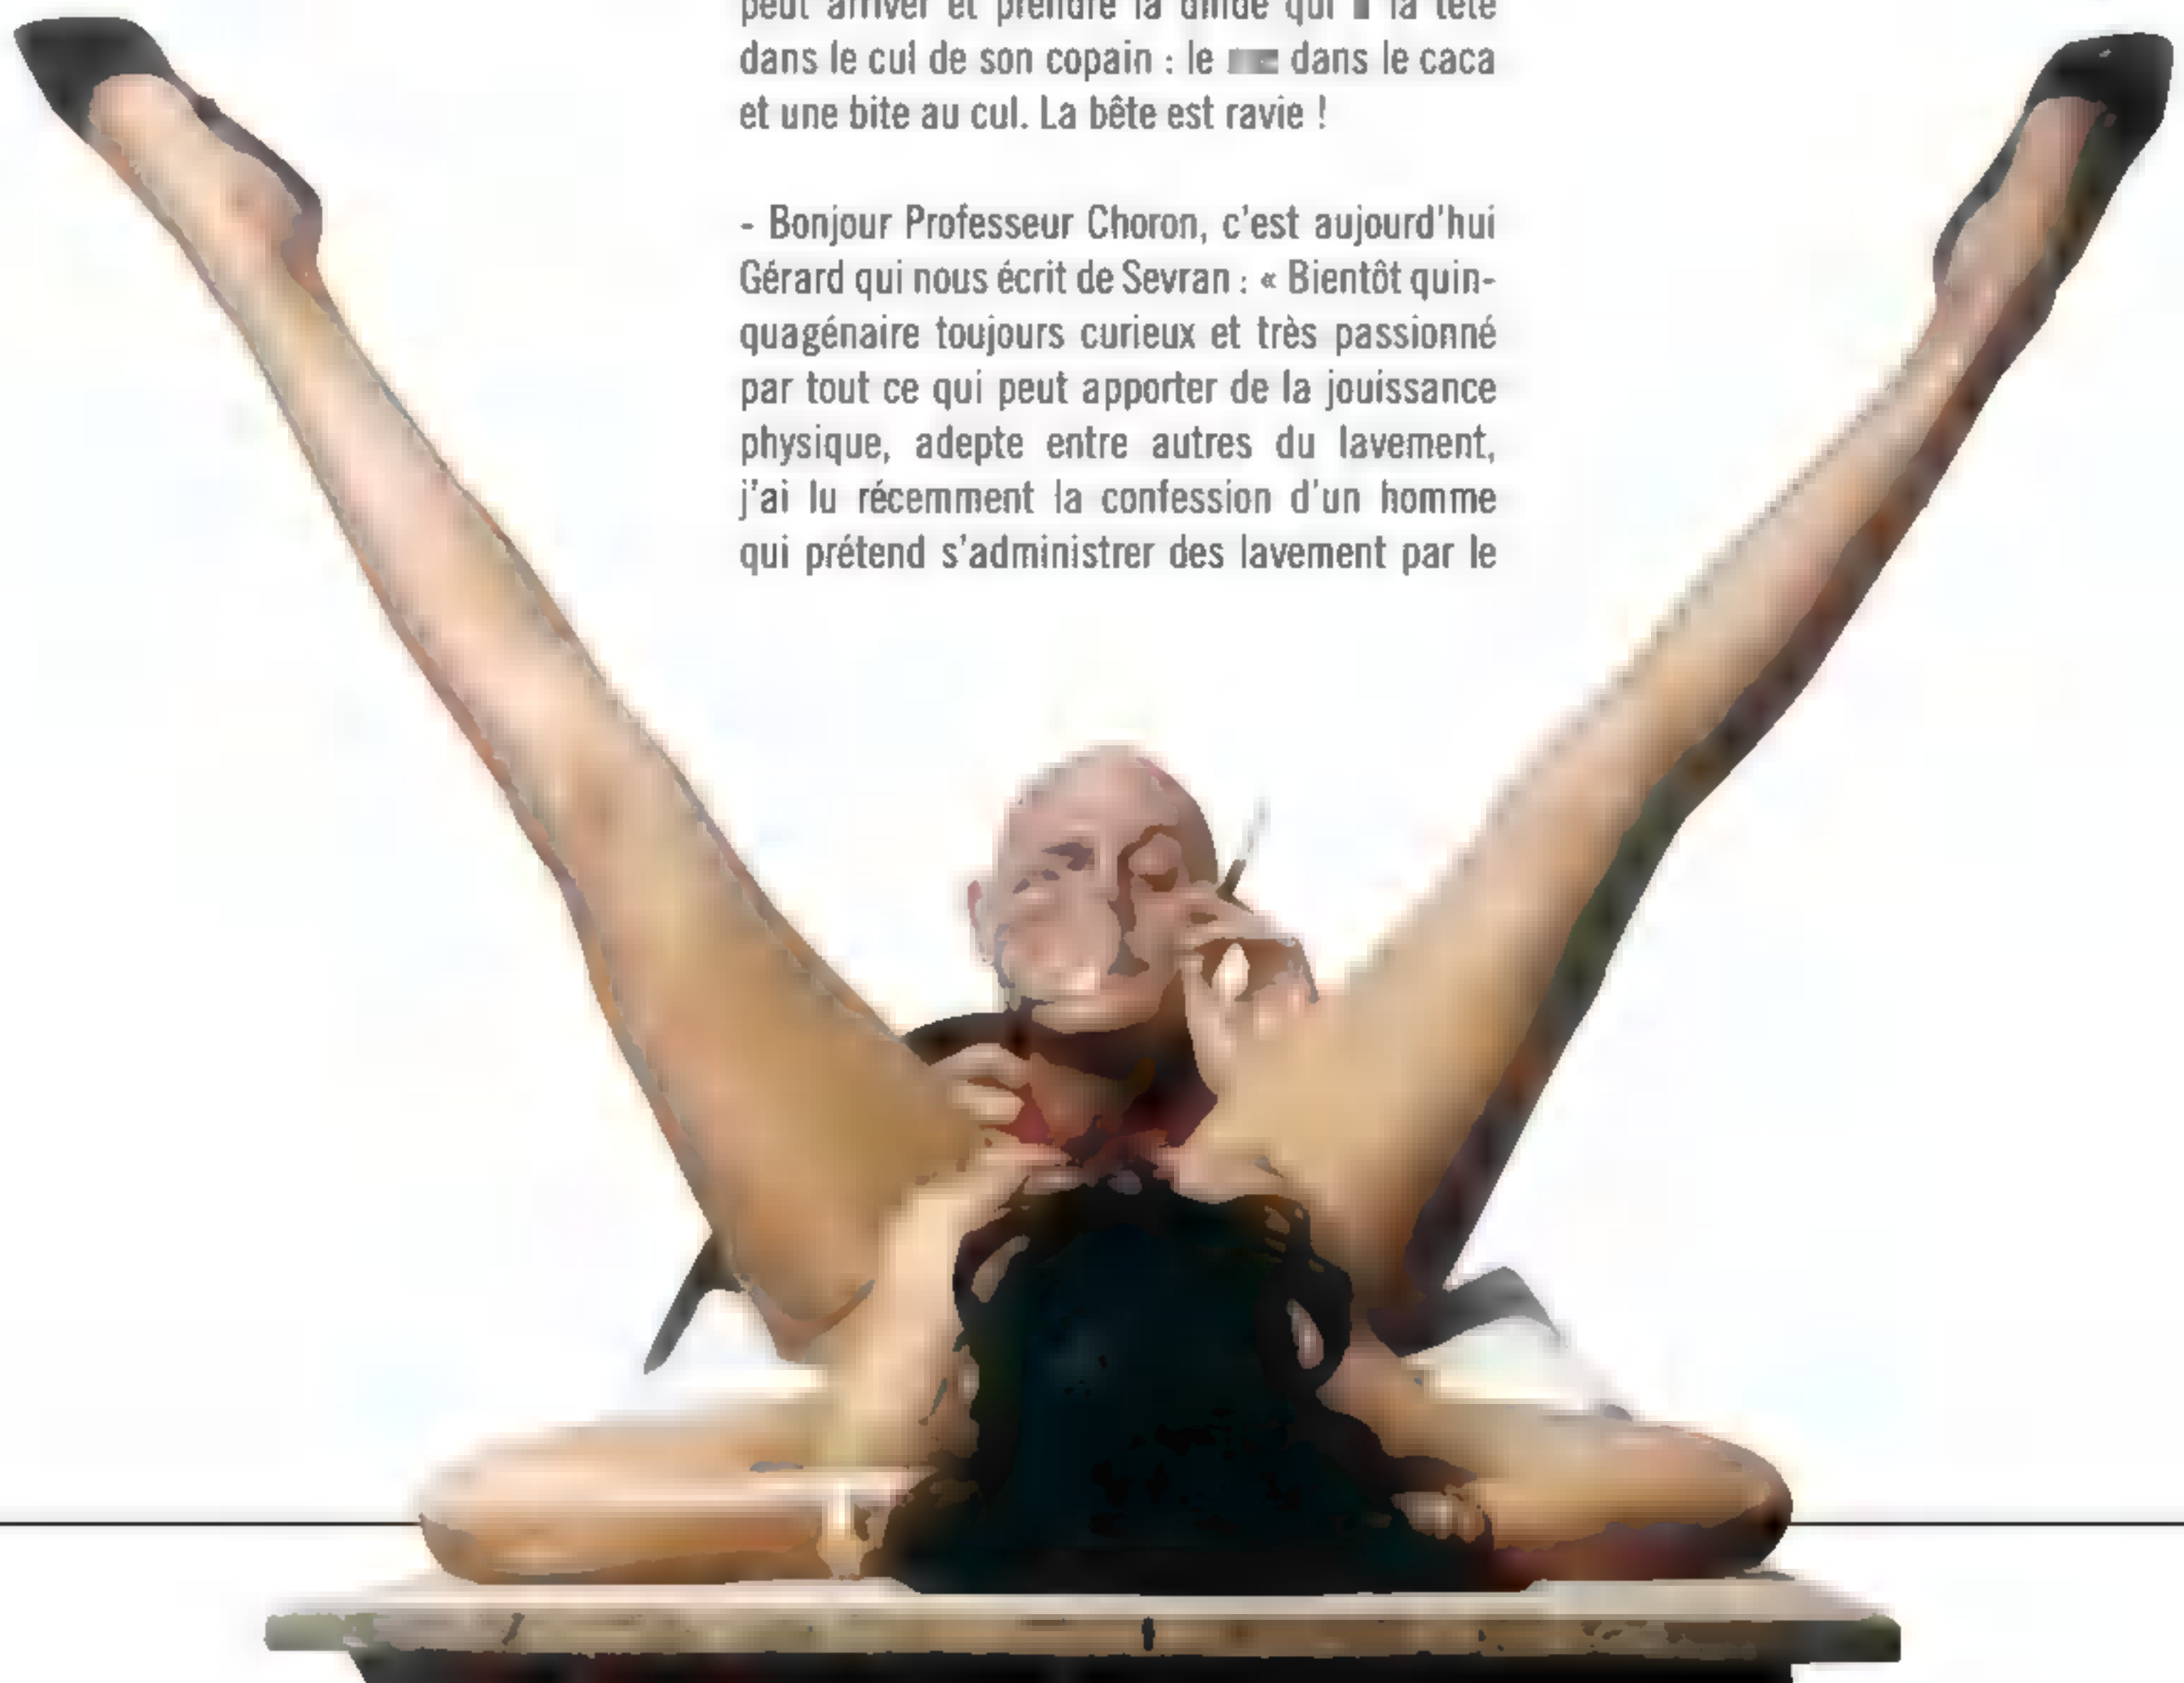 peut arriver et prendre la dinde qui a la tête
dans le cul de son copain : le dans le caca
et une bite au cul. La bête est ravie !
- Bonjour Professeur Choron, c'est aujourd'hui
Gérard qui nous écrit de Sevran : « Bientôt quin-
quagénaire toujours curieux et très passionné
par tout ce qui peut apporter de la jouissance
physique, adepte entre autres du lavement,
j'ai lu récemment la confession d'un homme
qui prétend s'administrer des lavement par le